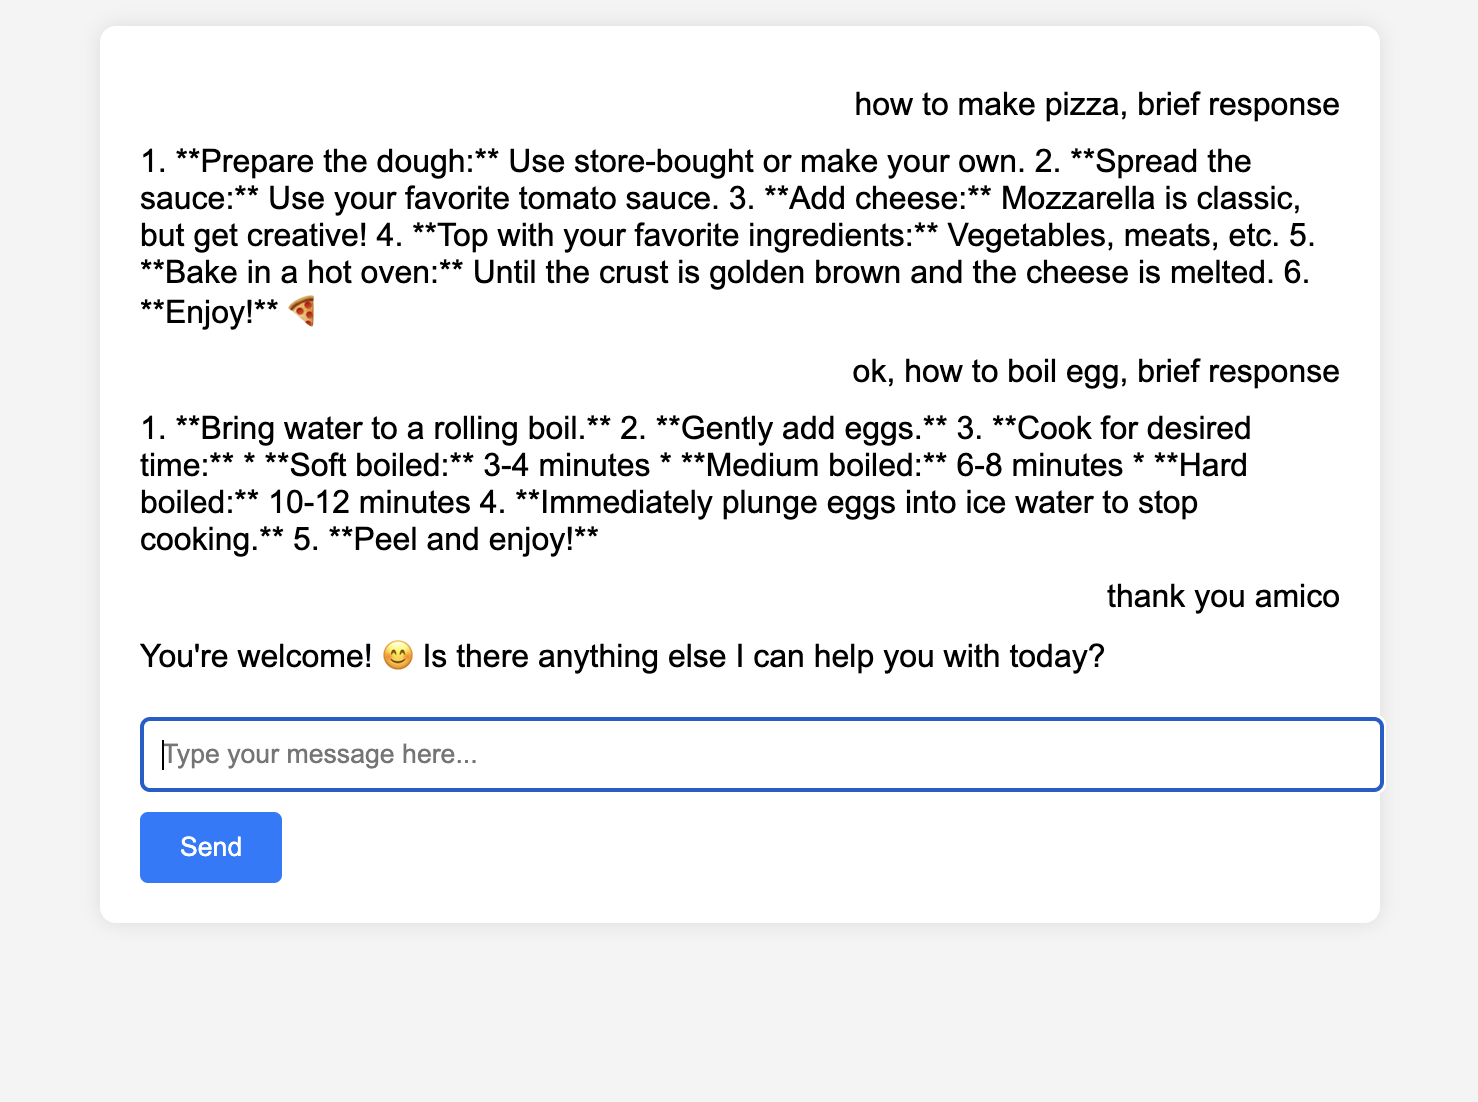 how to make pizza, brief response
1. **Prepare the dough:** Use store-bought or make your own. 2. **Spread the
sauce:** Use your favorite tomato sauce. 3. **Add cheese:** Mozzarella is classic,
but get creative! 4. **Top with your favorite ingredients:** Vegetables, meats, etc. 5.
**Bake in a hot oven:** Until the crust is golden brown and the cheese is melted. 6.
**Enjoy!** 🍕
ok, how to boil egg, brief response
1. **Bring water to a rolling boil.** 2. **Gently add eggs.** 3. **Cook for desired
time:** * **Soft boiled:** 3-4 minutes * **Medium boiled:** 6-8 minutes * **Hard
boiled:** 10-12 minutes 4. **Immediately plunge eggs into ice water to stop
cooking.** 5. **Peel and enjoy!**
thank you amico
You're welcome! 😊 Is there anything else I can help you with today?
Type your message here...
Send